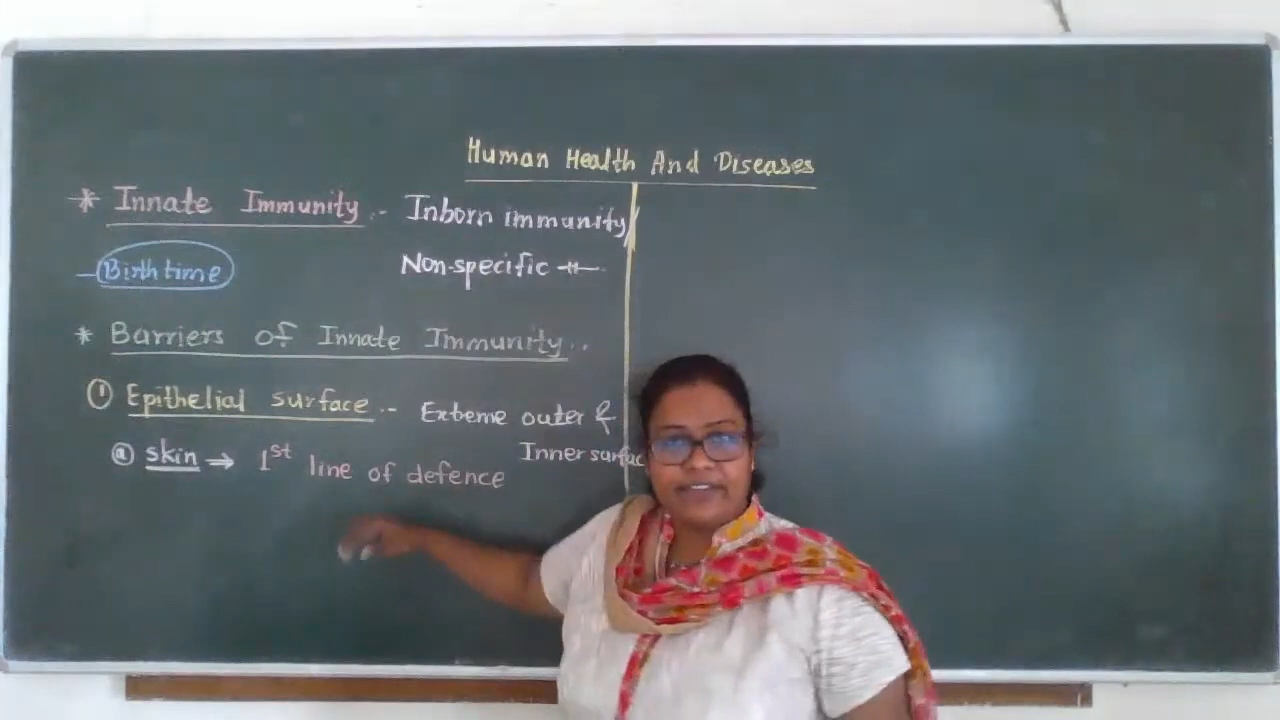 Human Health And Diseases
* Innate Immunity .- Inborn immunity
- Birth time
Non-specific -"-
* Barriers of Innate Immunity..
① Epithelial surface .- Exteme outer &
Inner surfac
ⓐ skin → 1st line of defence